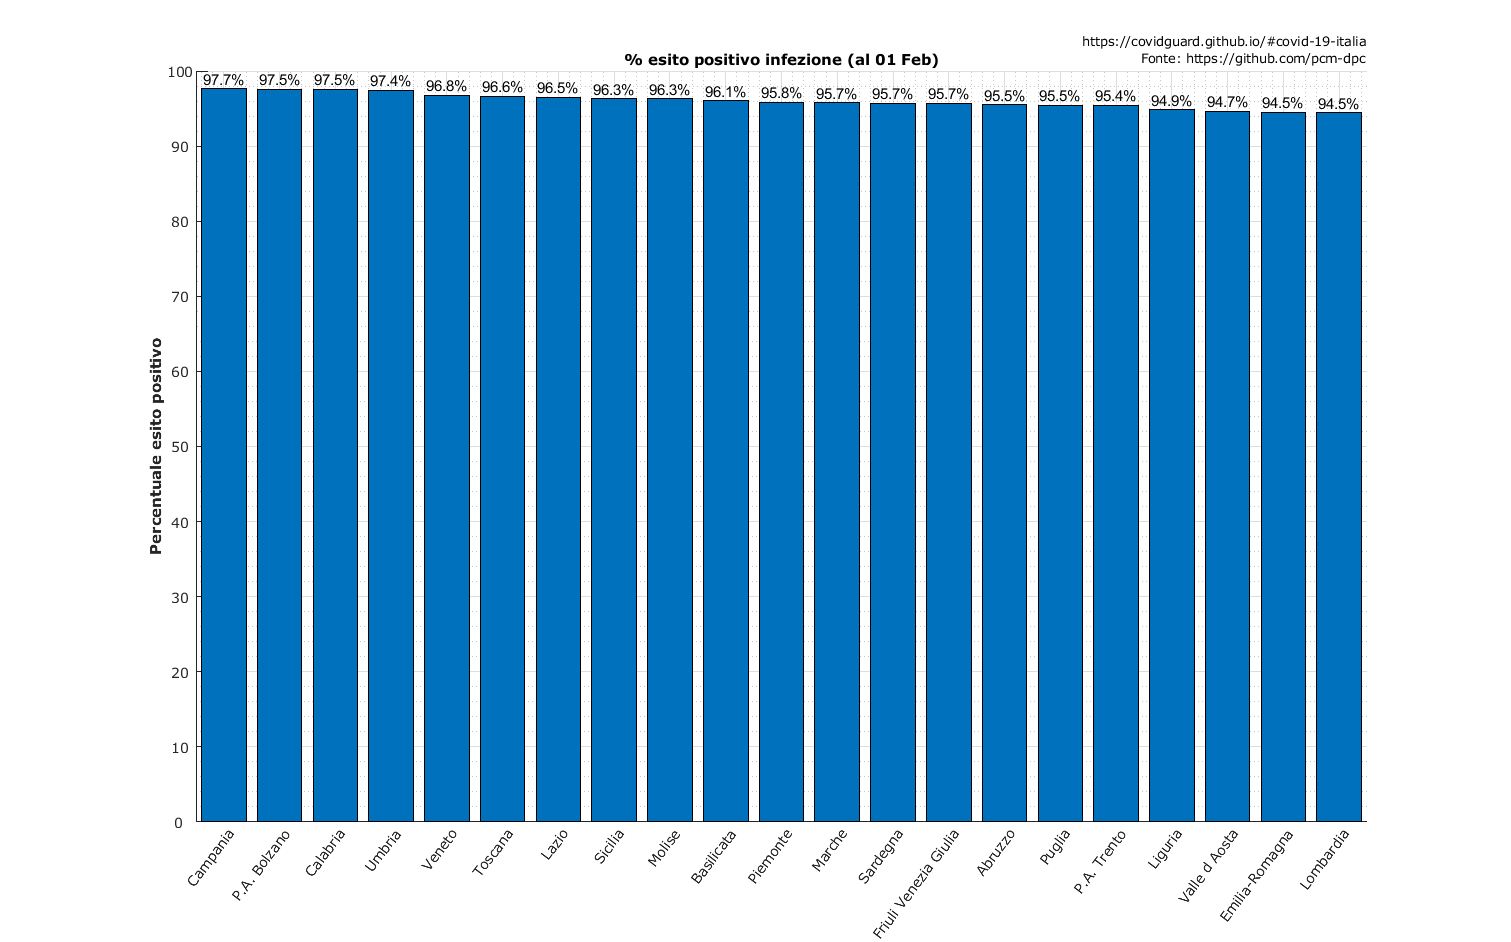 https://covidguard.github.io/#covid-19-italia
% esito positivo infezione (al 01 Feb)
Fonte: https://github.com/pcm-dpc
Percentuale esito positivo
100
90
80
70
60
50
40
30
20
10
0
97.7%
97.5%
97.5%
97.4%
96.8%
96.6%
96.5%
96.3%
96.3%
96.1%
95.8%
95.7%
95.7%
95.7%
95.5%
95.5%
95.4%
94.9%
94.7%
94.5%
94.5%
Campania
P.A. Bolzano
Calabria
Umbria
Veneto
Toscana
Lazio
Sicilia
Molise
Basilicata
Piemonte
Marche
Sardegna
Friuli Venezia Giulia
Abruzzo
Puglia
P.A. Trento
Liguria
Valle d Aosta
Emilia-Romagna
Lombardia